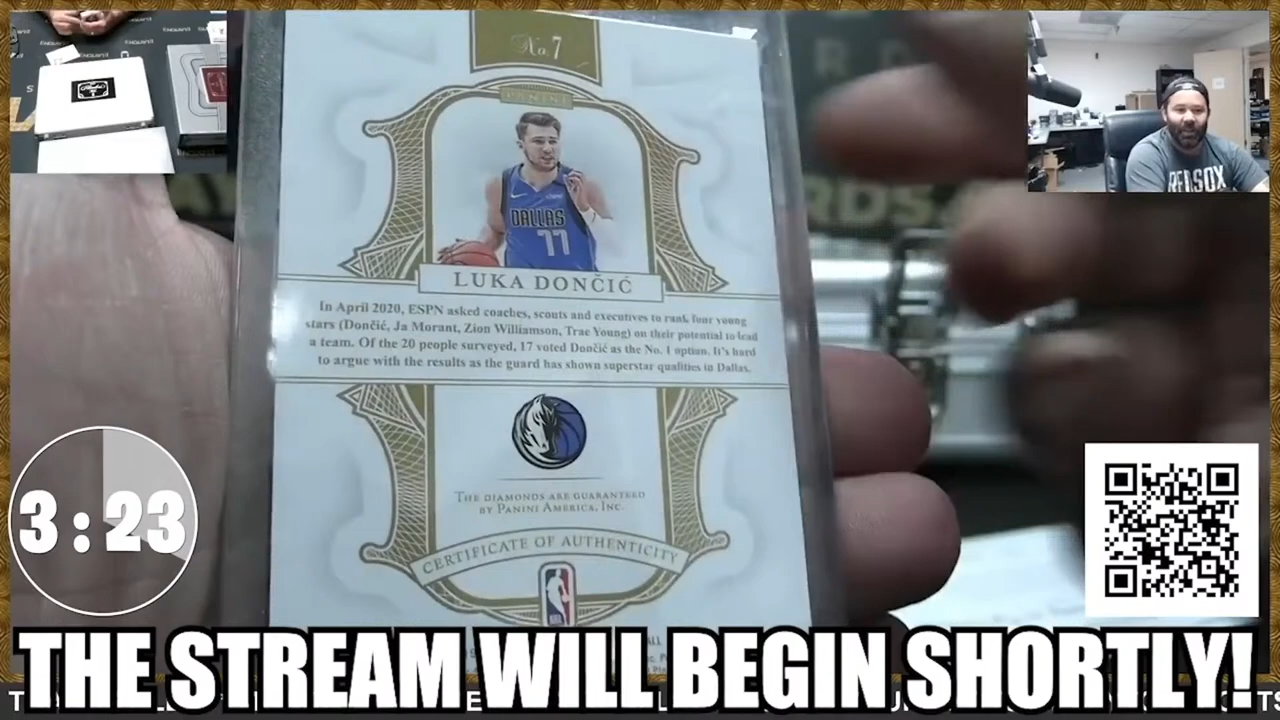 No.7
PANINI
DALLAS
77
LUKA DONČIĆ
In April 2020, ESPN asked coaches, scouts and executives to rank four young
stars (Dončić, Ja Morant, Zion Williamson, Trae Young) on their potential to lead
a team. Of the 20 people surveyed, 17 voted Dončić as the No. 1 option. It's hard
to argue with the results as the guard has shown superstar qualities in Dallas.
THE DIAMONDS ARE GUARANTEED
BY PANINI AMERICA, INC.
CERTIFICATE OF AUTHENTICITY
RED SOX
3:23
THE STREAM WILL BEGIN SHORTLY!